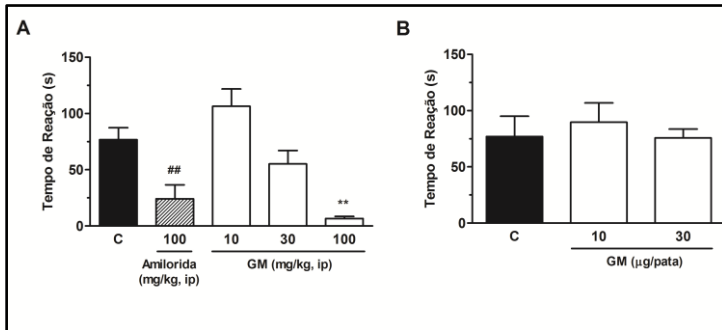 A
Tempo de Reação (s)
150
100
50
0
##
**
C
100
10
30
100
Amilorida
(mg/kg, ip)
GM (mg/kg, ip)
B
Tempo de Reação (s)
150
100
50
0
C
10
30
GM (μg/pata)